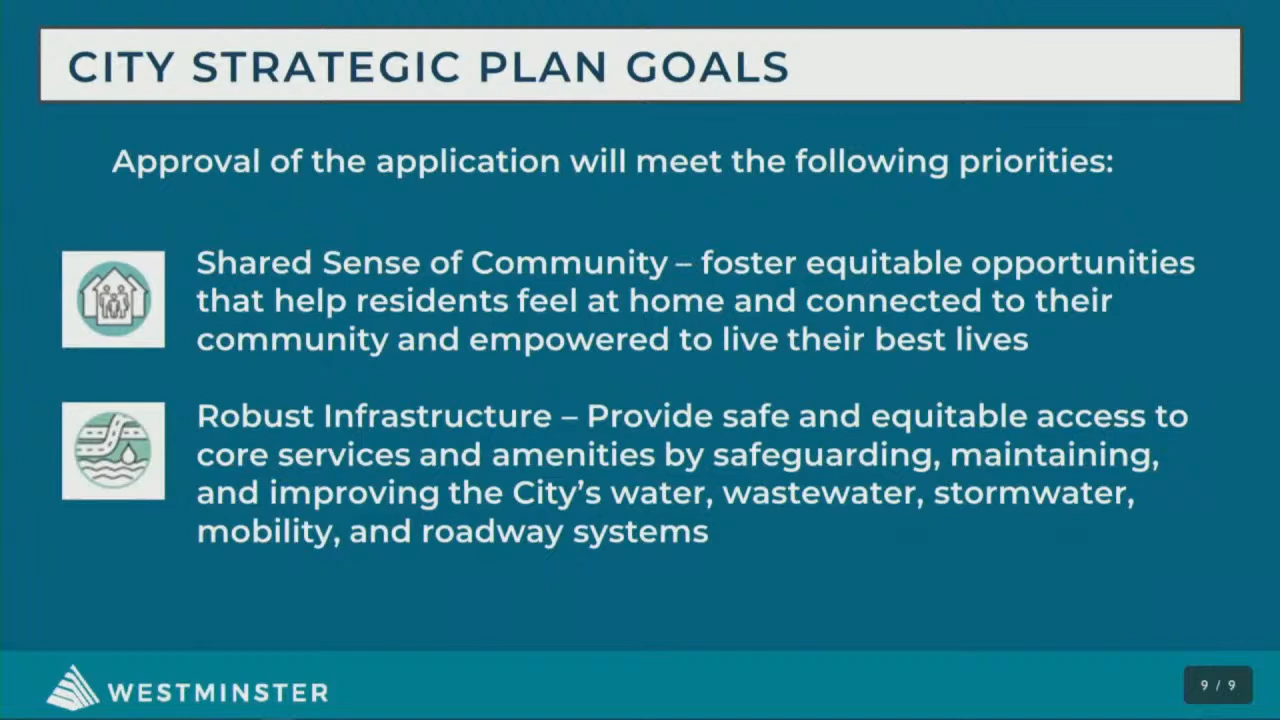 CITY STRATEGIC PLAN GOALS
Approval of the application will meet the following priorities:
Shared Sense of Community – foster equitable opportunities
that help residents feel at home and connected to their
community and empowered to live their best lives
Robust Infrastructure – Provide safe and equitable access to
core services and amenities by safeguarding, maintaining,
and improving the City’s water, wastewater, stormwater,
mobility, and roadway systems
WESTMINSTER
9 / 9